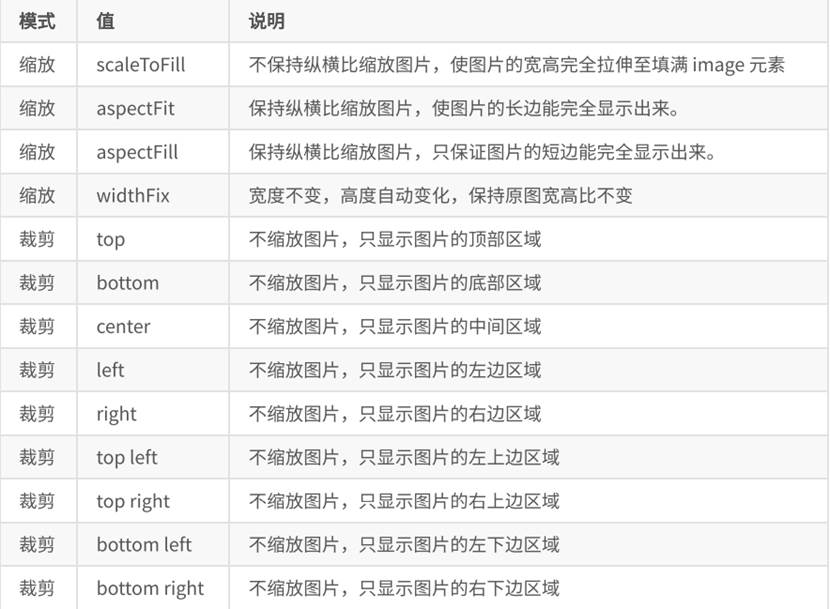 模式 值 说明
缩放 scaleToFill 不保持纵横比缩放图片，使图片的宽高完全拉伸至填满 image 元素
缩放 aspectFit 保持纵横比缩放图片，使图片的长边能完全显示出来。
缩放 aspectFill 保持纵横比缩放图片，只保证图片的短边能完全显示出来。
缩放 widthFix 宽度不变，高度自动变化，保持原图宽高比不变
裁剪 top 不缩放图片，只显示图片的顶部区域
裁剪 bottom 不缩放图片，只显示图片的底部区域
裁剪 center 不缩放图片，只显示图片的中间区域
裁剪 left 不缩放图片，只显示图片的左边区域
裁剪 right 不缩放图片，只显示图片的右边区域
裁剪 top left 不缩放图片，只显示图片的左上边区域
裁剪 top right 不缩放图片，只显示图片的右上边区域
裁剪 bottom left 不缩放图片，只显示图片的左下边区域
裁剪 bottom right 不缩放图片，只显示图片的右下边区域